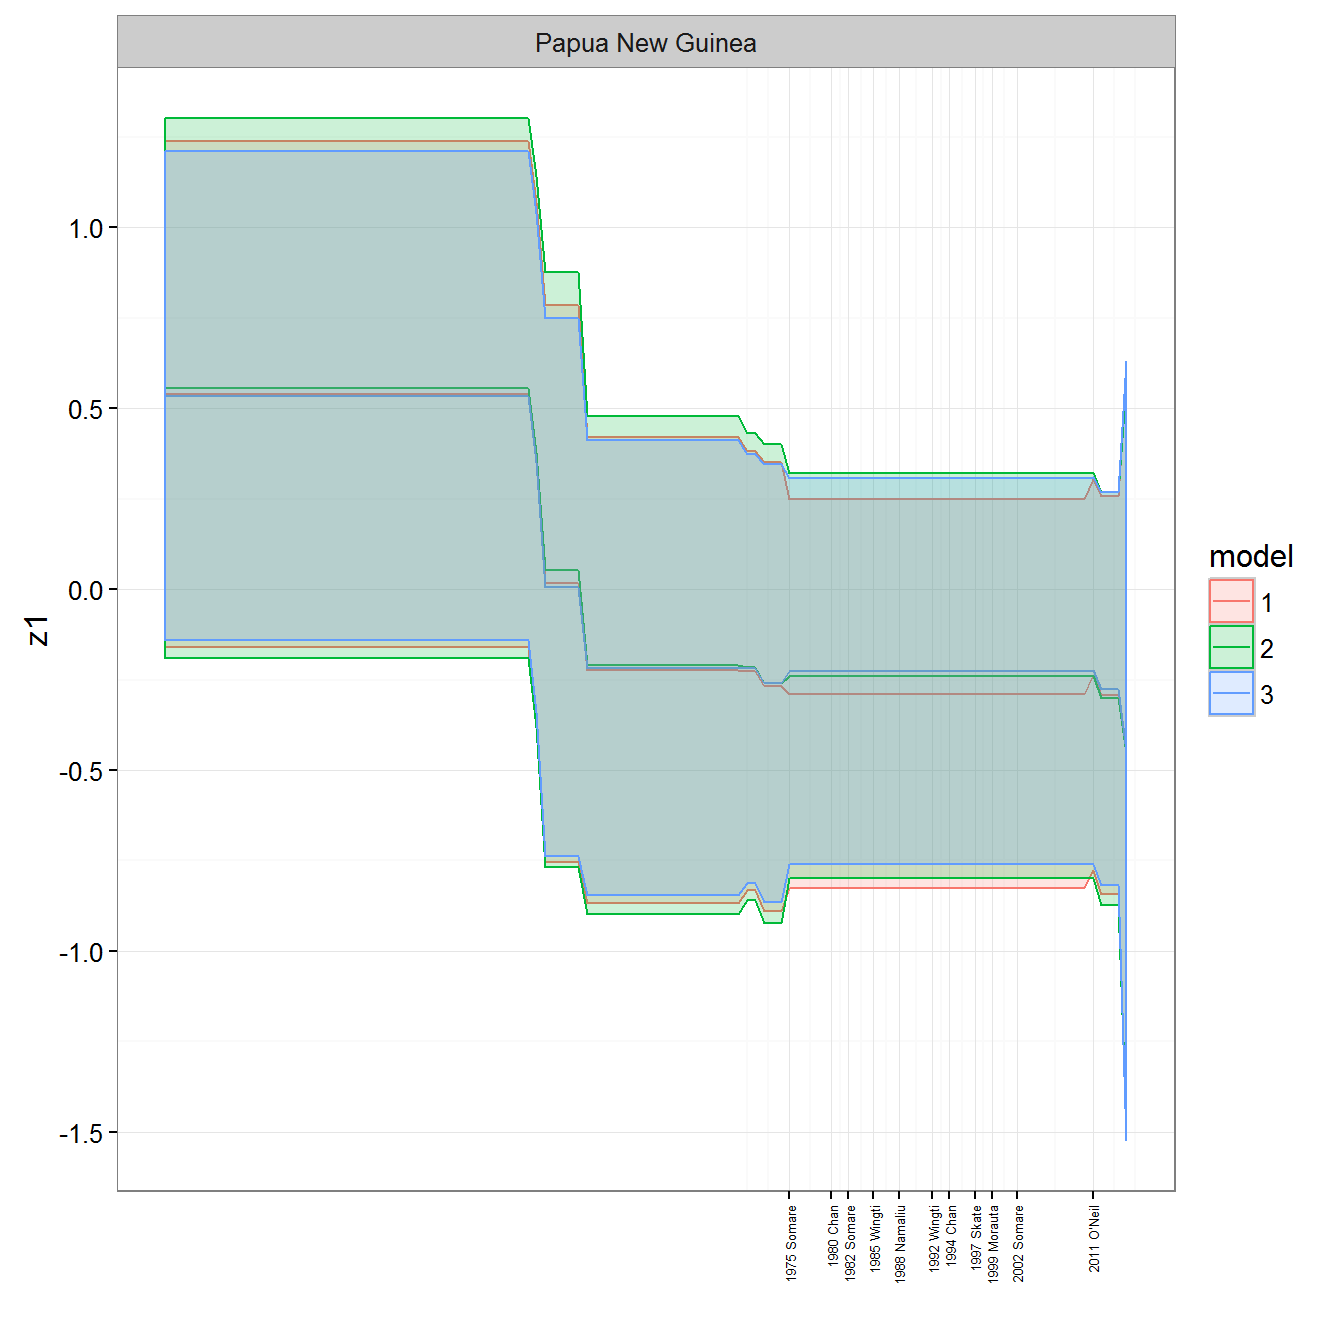 Papua New Guinea
1.0
0.5
0.0
-0.5
-1.0
-1.5
z1
1975 Somare
1980 Chan
1982 Somare
1985 Wingti
1988 Namaliu
1992 Wingti
1994 Chan
1997 Skate
1999 Morauta
2002 Somare
2011 O'Neil
model
1
2
3